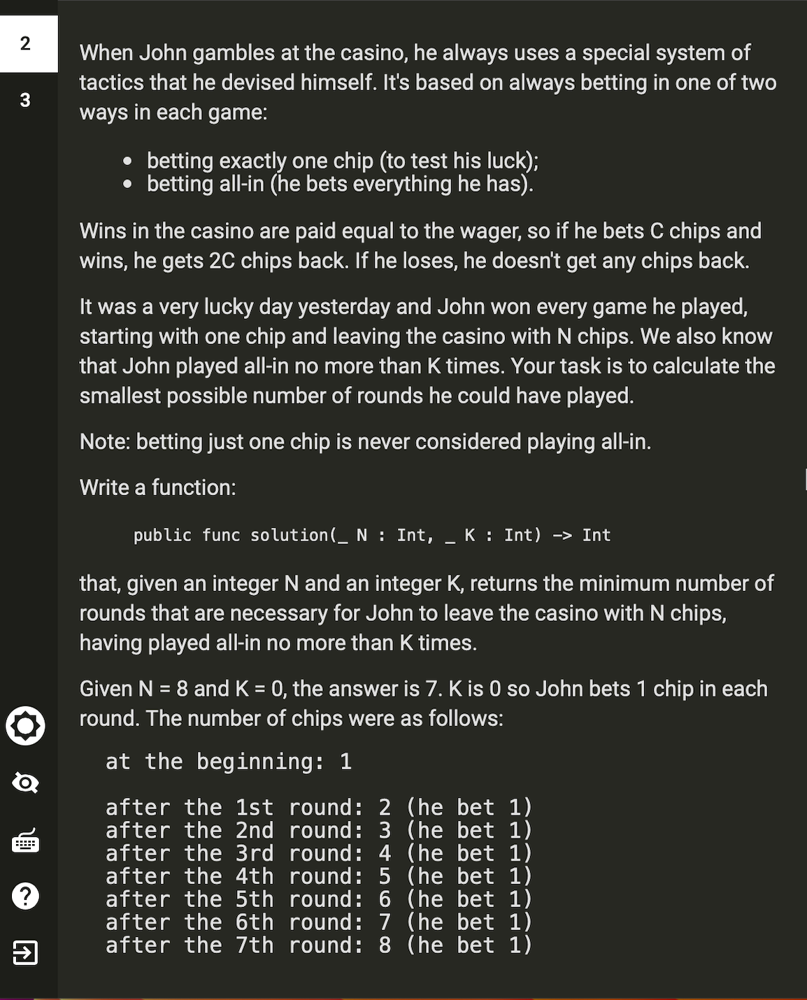 2
3
When John gambles at the casino, he always uses a special system of
tactics that he devised himself. It's based on always betting in one of two
ways in each game:
• betting exactly one chip (to test his luck);
• betting all-in (he bets everything he has).
Wins in the casino are paid equal to the wager, so if he bets C chips and
wins, he gets 2C chips back. If he loses, he doesn't get any chips back.
It was a very lucky day yesterday and John won every game he played,
starting with one chip and leaving the casino with N chips. We also know
that John played all-in no more than K times. Your task is to calculate the
smallest possible number of rounds he could have played.
Note: betting just one chip is never considered playing all-in.
Write a function:
public func solution(_ N : Int, _ K : Int) -> Int
that, given an integer N and an integer K, returns the minimum number of
rounds that are necessary for John to leave the casino with N chips,
having played all-in no more than K times.
Given N = 8 and K = 0, the answer is 7. K is 0 so John bets 1 chip in each
round. The number of chips were as follows:
at the beginning: 1
after the 1st round: 2 (he bet 1)
after the 2nd round: 3 (he bet 1)
after the 3rd round: 4 (he bet 1)
after the 4th round: 5 (he bet 1)
after the 5th round: 6 (he bet 1)
after the 6th round: 7 (he bet 1)
after the 7th round: 8 (he bet 1)